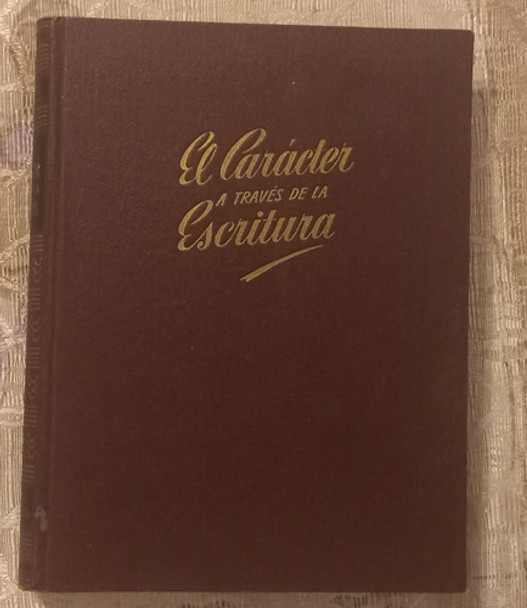 El Carácter
A TRAVÉS DE LA
Escritura